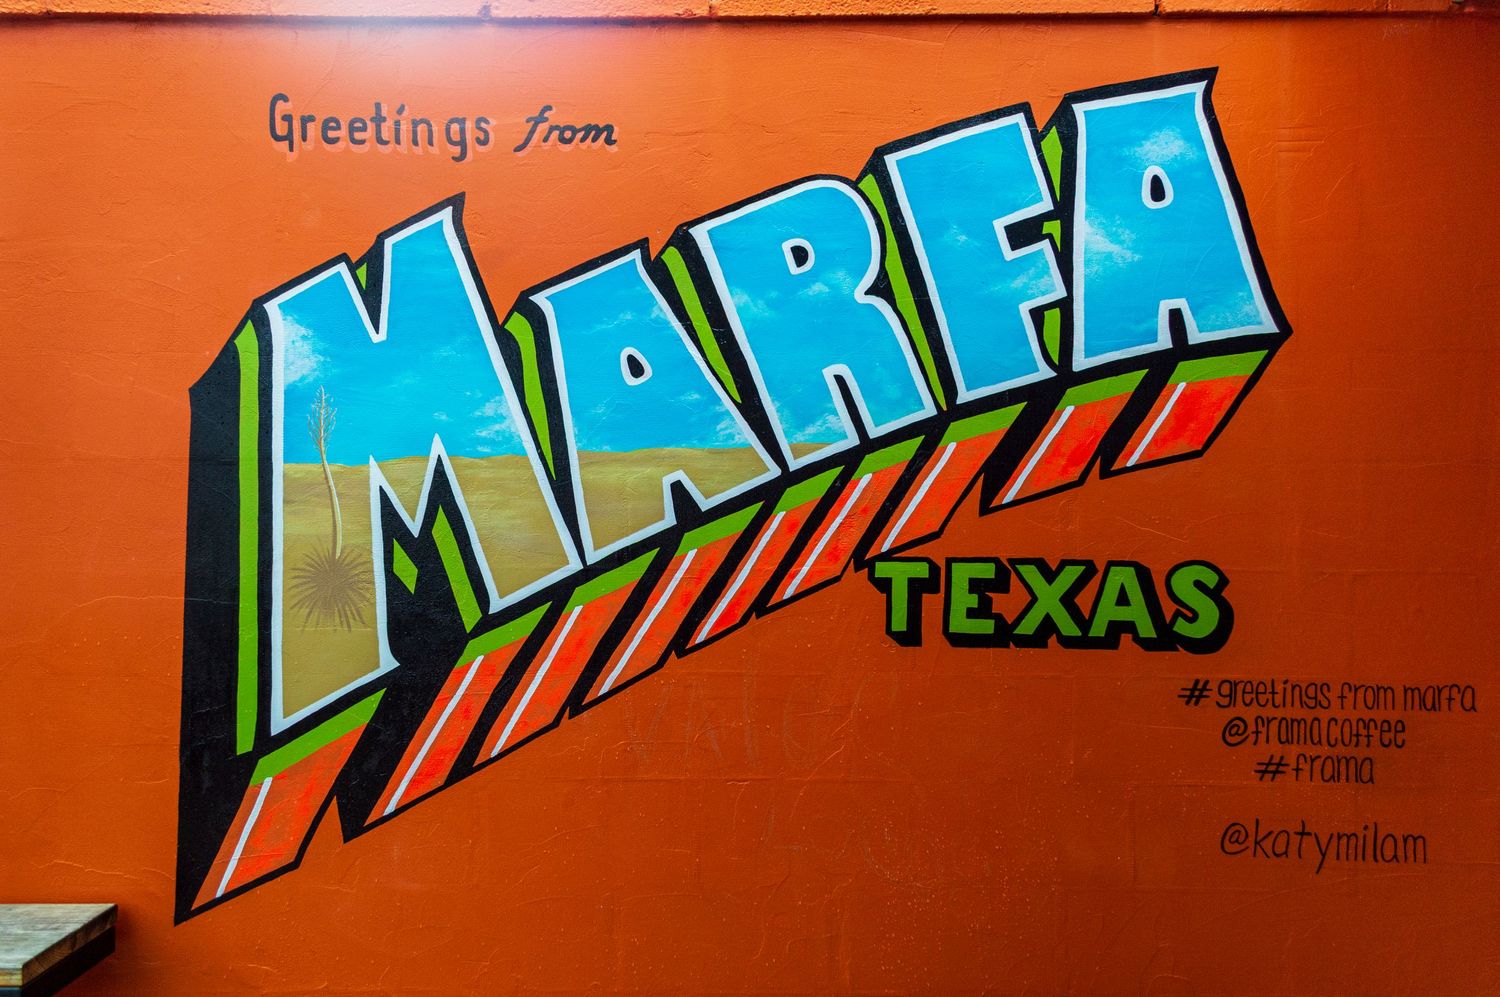 Greetings from
MARFA
TEXAS
#greetings from marfa
@framacoffee
#frama
@katymilam